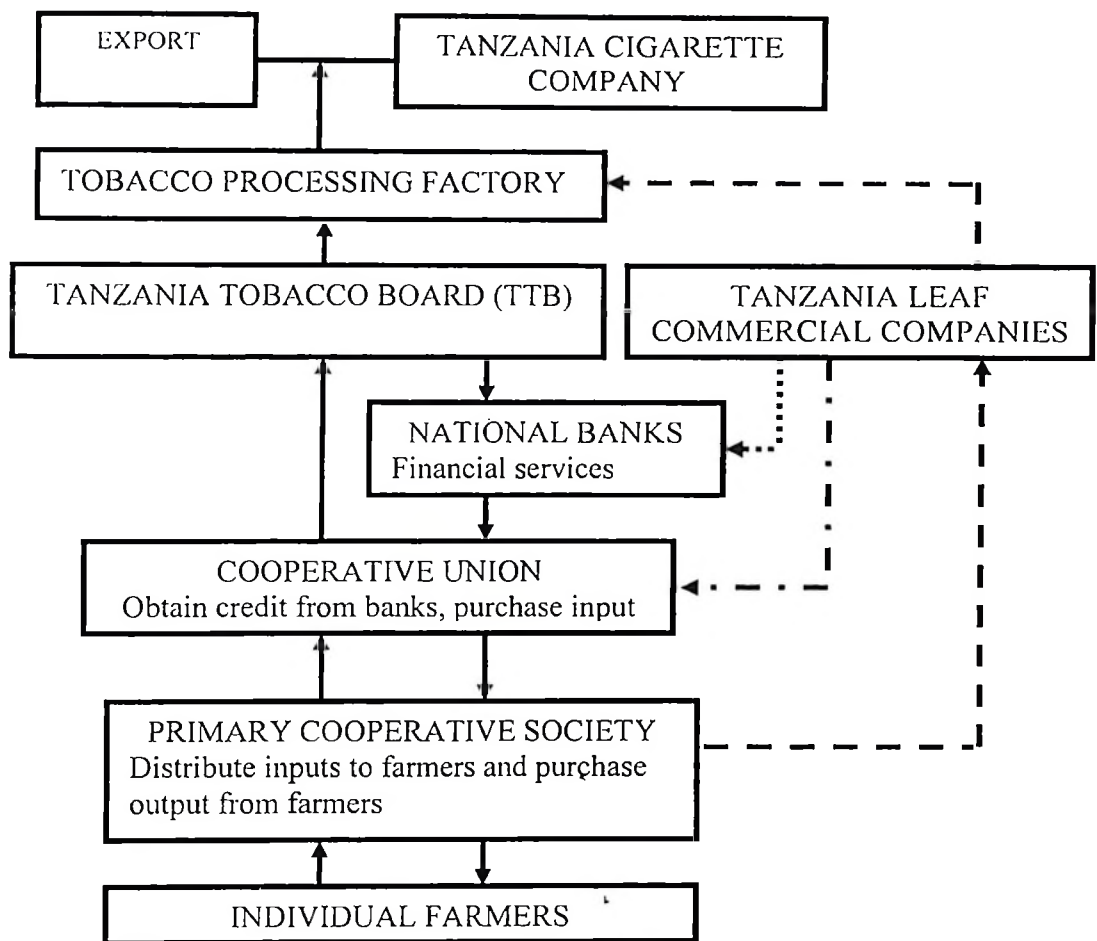 EXPORT
TANZANIA CIGARETTE
COMPANY
TOBACCO PROCESSING FACTORY
TANZANIA TOBACCO BOARD (TTB)
TANZANIA LEAF
COMMERCIAL COMPANIES
NATIONAL BANKS
Financial services
COOPERATIVE UNION
Obtain credit from banks, purchase input
PRIMARY COOPERATIVE SOCIETY
Distribute inputs to farmers and purchase
output from farmers
INDIVIDUAL FARMERS